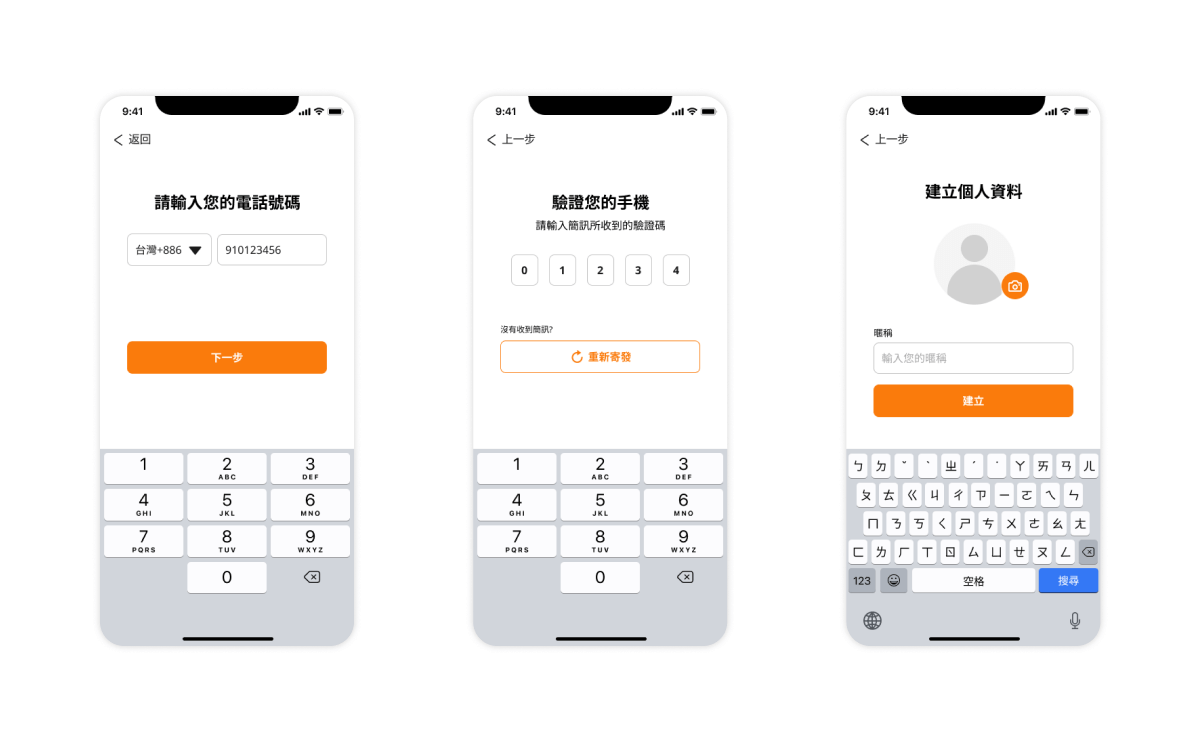 9:41
返回
請輸入您的電話號碼
台灣+886
910123456
下一步
1
2 ABC
3 DEF
4 GHI
5 JKL
6 MNO
7 PQRS
8 TUV
9 WXYZ
0
9:41
上一步
驗證您的手機
請輸入簡訊所收到的驗證碼
0 1 2 3 4
沒有收到簡訊?
重新寄發
1
2 ABC
3 DEF
4 GHI
5 JKL
6 MNO
7 PQRS
8 TUV
9 WXYZ
0
9:41
上一步
建立個人資料
暱稱
輸入您的暱稱
建立
ㄅ ㄉ ˇ ˋ ㄓ ˊ ˙ ㄚ ㄞ ㄢ ㄦ
ㄆ ㄊ ㄍ ㄐ ㄔ ㄗ ㄧ ㄛ ㄟ ㄣ
ㄇ ㄋ ㄎ ㄑ ㄕ ㄘ ㄨ ㄜ ㄠ ㄤ
ㄈ ㄌ ㄏ ㄒ ㄖ ㄙ ㄩ ㄝ ㄡ ㄥ
123 空格 搜尋